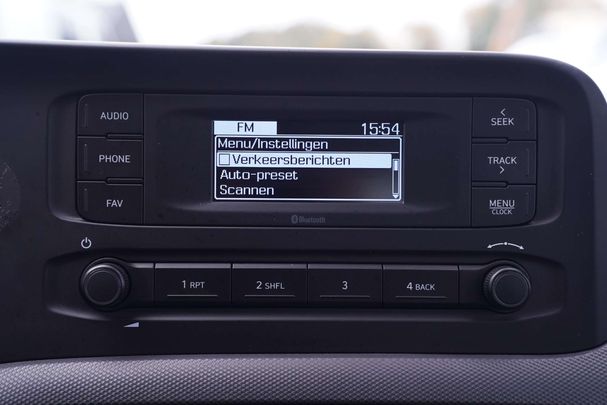 AUDIO
PHONE
FAV
FM 15:54
Menu/Instellingen
Verkeersberichten
Auto-preset
Scannen
Bluetooth
< SEEK
TRACK >
MENU
CLOCK
1 RPT
2 SHFL
3
4 BACK